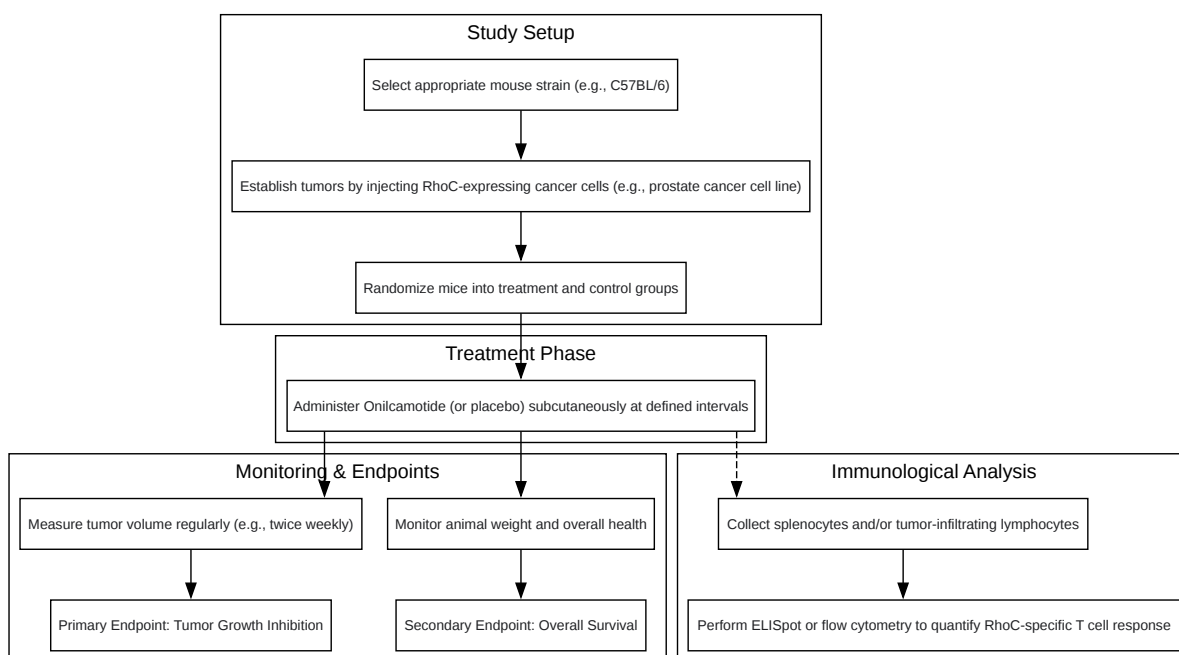 Study Setup
Select appropriate mouse strain (e.g., C57BL/6)
Establish tumors by injecting RhoC-expressing cancer cells (e.g., prostate cancer cell line)
Randomize mice into treatment and control groups
Treatment Phase
Administer Onilcamotide (or placebo) subcutaneously at defined intervals
Monitoring & Endpoints
Measure tumor volume regularly (e.g., twice weekly)
Monitor animal weight and overall health
Primary Endpoint: Tumor Growth Inhibition
Secondary Endpoint: Overall Survival
Immunological Analysis
Collect splenocytes and/or tumor-infiltrating lymphocytes
Perform ELISpot or flow cytometry to quantify RhoC-specific T cell response